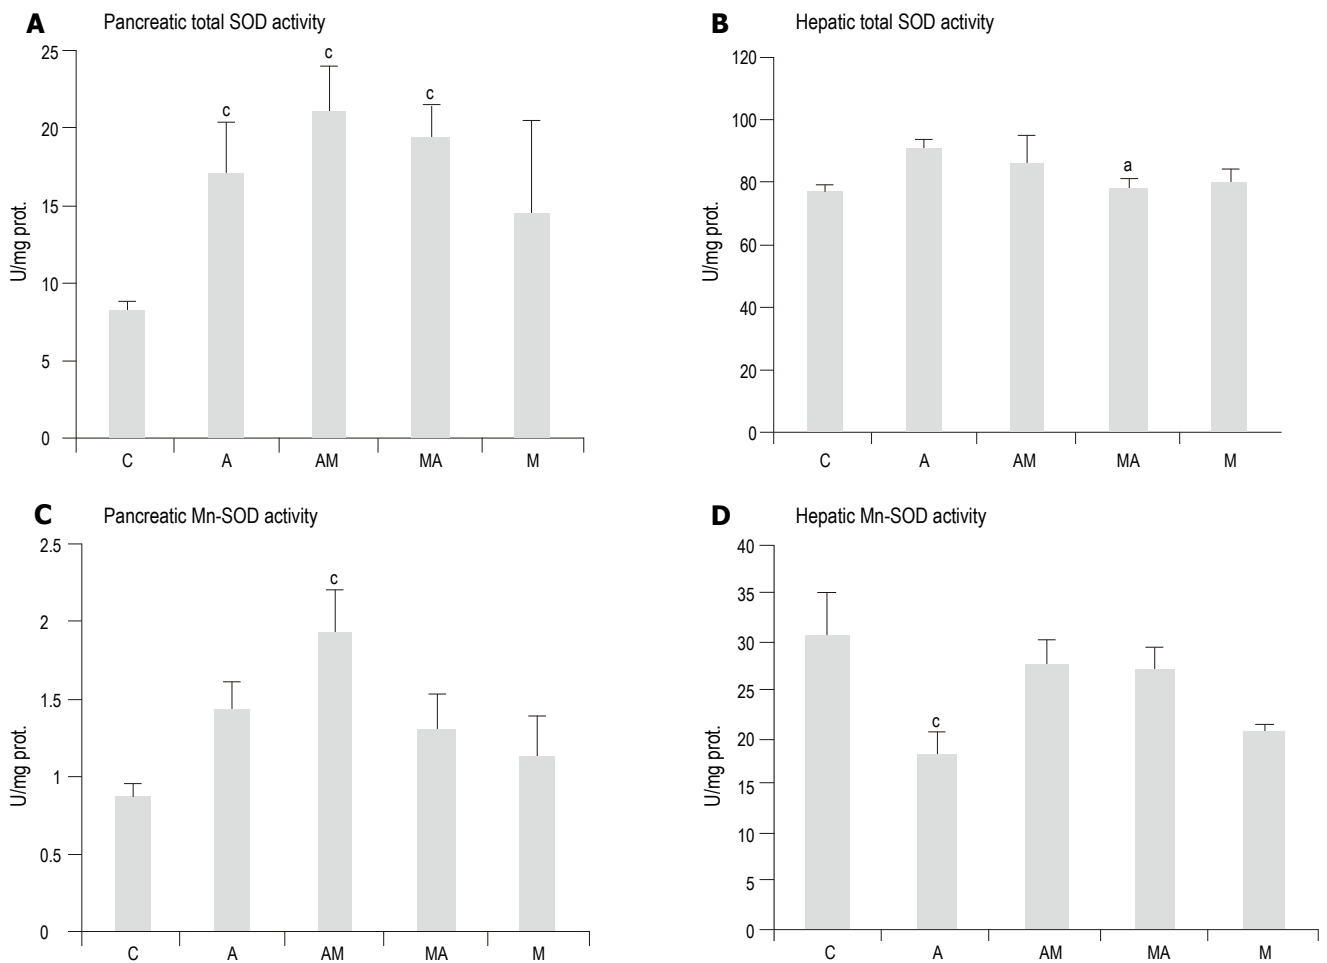 A Pancreatic total SOD activity
25
20
15
10
5
0
U/mg prot.
c
c
c
C A AM MA M
B Hepatic total SOD activity
120
100
80
60
40
20
0
U/mg prot.
a
C A AM MA M
C Pancreatic Mn-SOD activity
2.5
2
1.5
1
0.5
0
U/mg prot.
c
C A AM MA M
D Hepatic Mn-SOD activity
40
35
30
25
20
15
10
5
0
U/mg prot.
c
C A AM MA M